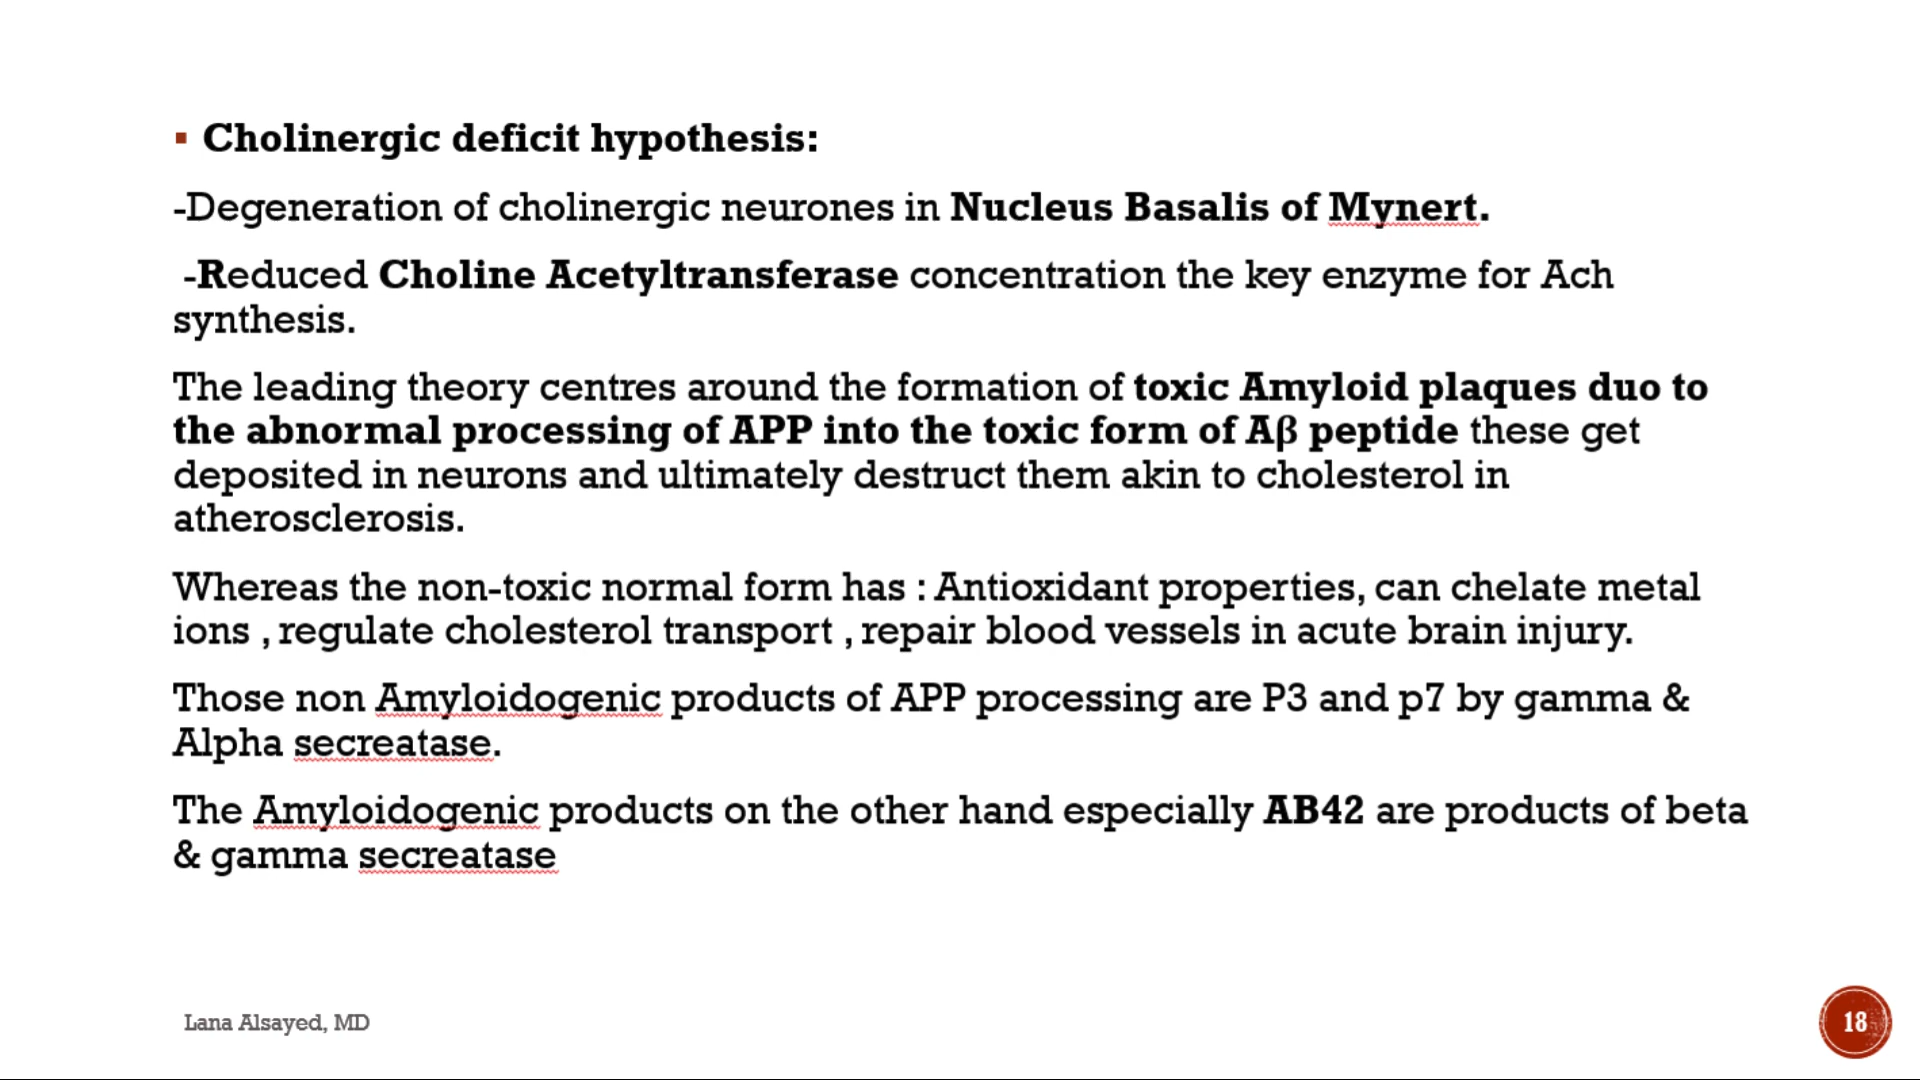 ▪ Cholinergic deficit hypothesis:
-Degeneration of cholinergic neurones in Nucleus Basalis of Mynert.
-Reduced Choline Acetyltransferase concentration the key enzyme for Ach
synthesis.
The leading theory centres around the formation of toxic Amyloid plaques duo to
the abnormal processing of APP into the toxic form of Aβ peptide these get
deposited in neurons and ultimately destruct them akin to cholesterol in
atherosclerosis.
Whereas the non-toxic normal form has : Antioxidant properties, can chelate metal
ions , regulate cholesterol transport , repair blood vessels in acute brain injury.
Those non Amyloidogenic products of APP processing are P3 and p7 by gamma &
Alpha secreatase.
The Amyloidogenic products on the other hand especially AB42 are products of beta
& gamma secreatase
Lana Alsayed, MD
18